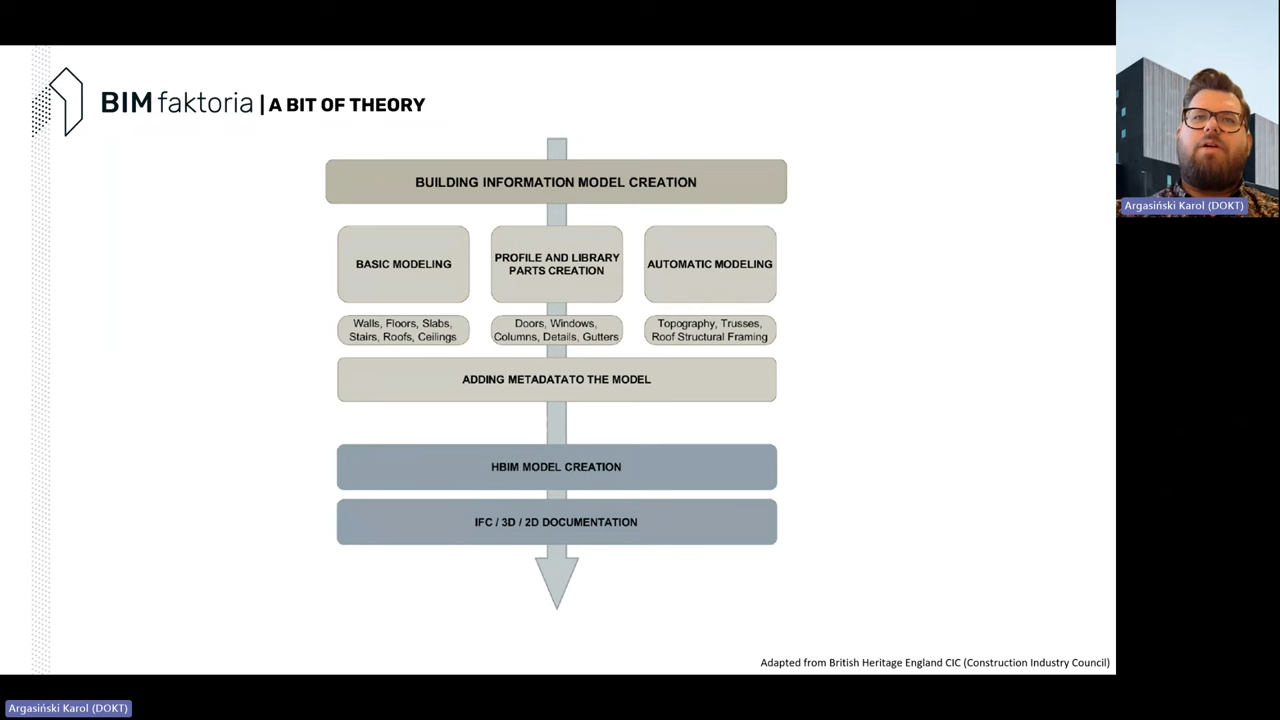 BIM faktoria | A BIT OF THEORY
BUILDING INFORMATION MODEL CREATION
BASIC MODELING
PROFILE AND LIBRARY
PARTS CREATION
AUTOMATIC MODELING
Walls, Floors, Slabs,
Stairs, Roofs, Ceilings
Doors, Windows,
Columns, Details, Gutters
Topography, Trusses,
Roof Structural Framing
ADDING METADATATO THE MODEL
HBIM MODEL CREATION
IFC / 3D / 2D DOCUMENTATION
Adapted from British Heritage England CIC (Construction Industry Council)
Argasiński Karol (DOKT)
Argasiński Karol (DOKT)